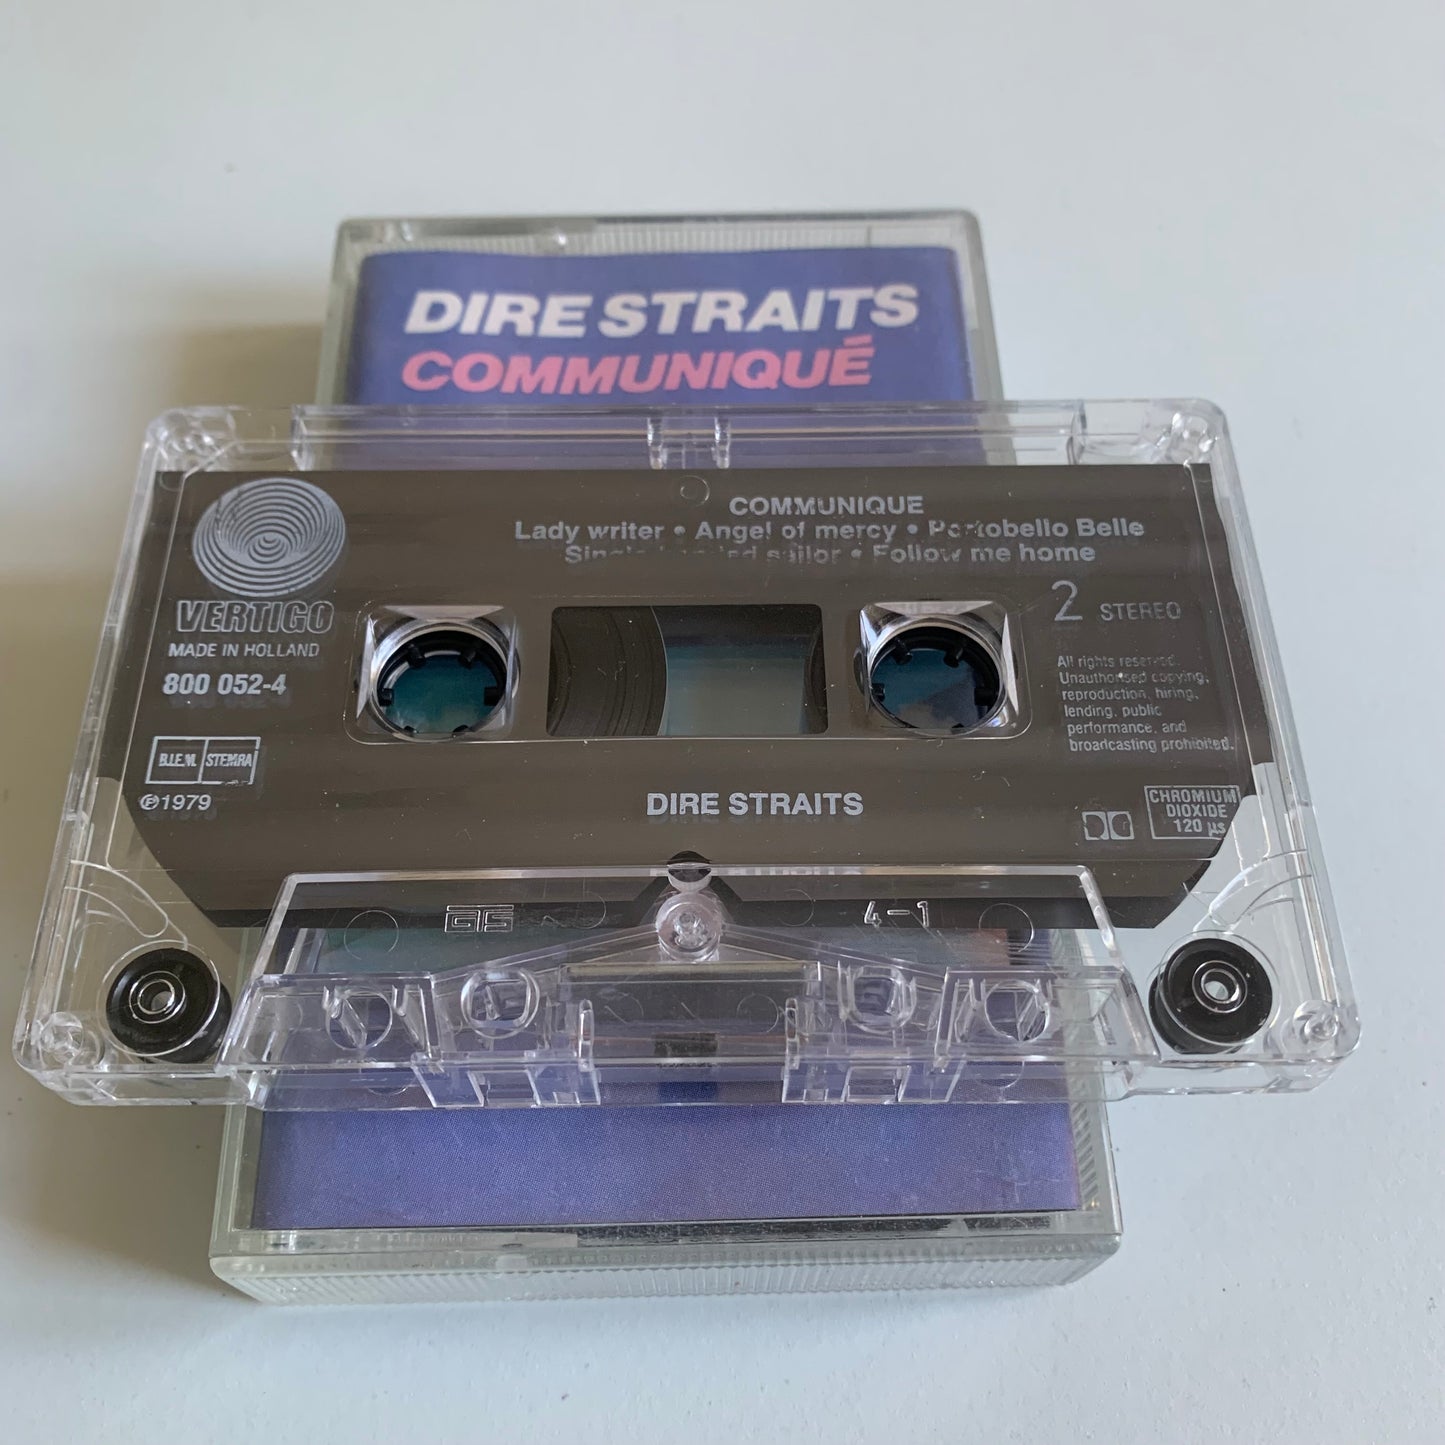 DIRE STRAITS
COMMUNIQUÉ
COMMUNIQUE
Lady writer • Angel of mercy • Portobello Belle
sailor • Follow me home
VERTIGO
MADE IN HOLLAND
800 052-4
B.I.E.M. STEMRA
℗1979
2 STEREO
All rights reserved.
Unauthorised copying,
reproduction, hiring,
lending, public
performance, and
broadcasting prohibited.
DIRE STRAITS
CHROMIUM
DIOXIDE
120 µs
4-1